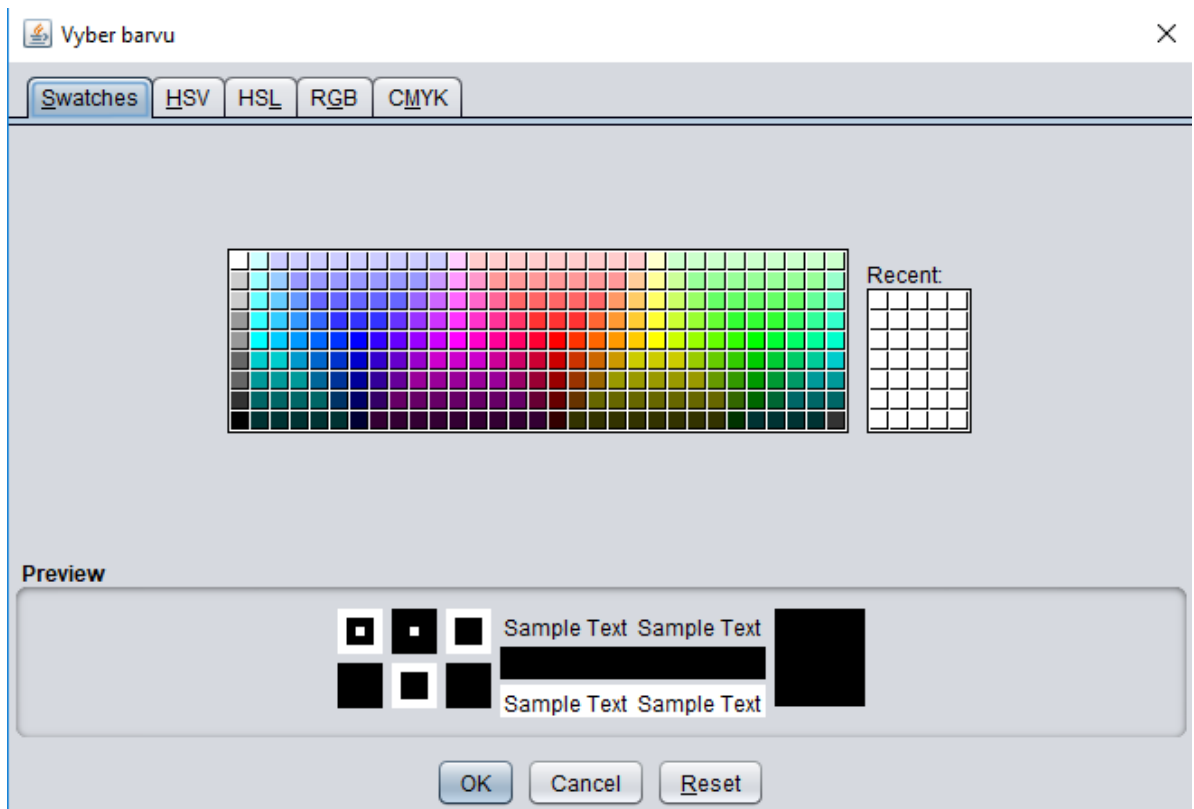 Vyber barvu
Swatches HSV HSL RGB CMYK
Recent:
Preview
Sample Text Sample Text
Sample Text Sample Text
OK Cancel Reset